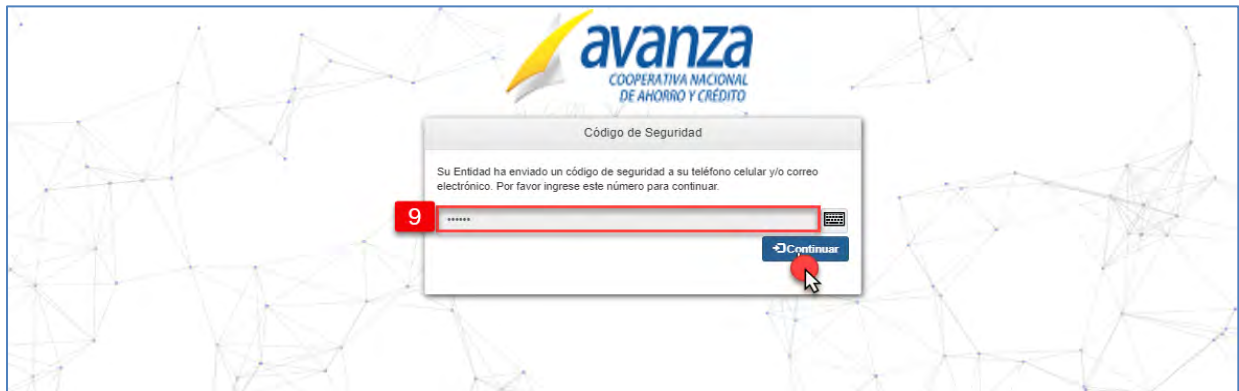 avanza
COOPERATIVA NACIONAL
DE AHORRO Y CRÉDITO
Código de Seguridad
Su Entidad ha enviado un código de seguridad a su teléfono celular y/o correo
electrónico. Por favor ingrese este número para continuar.
9
••••••
Continuar